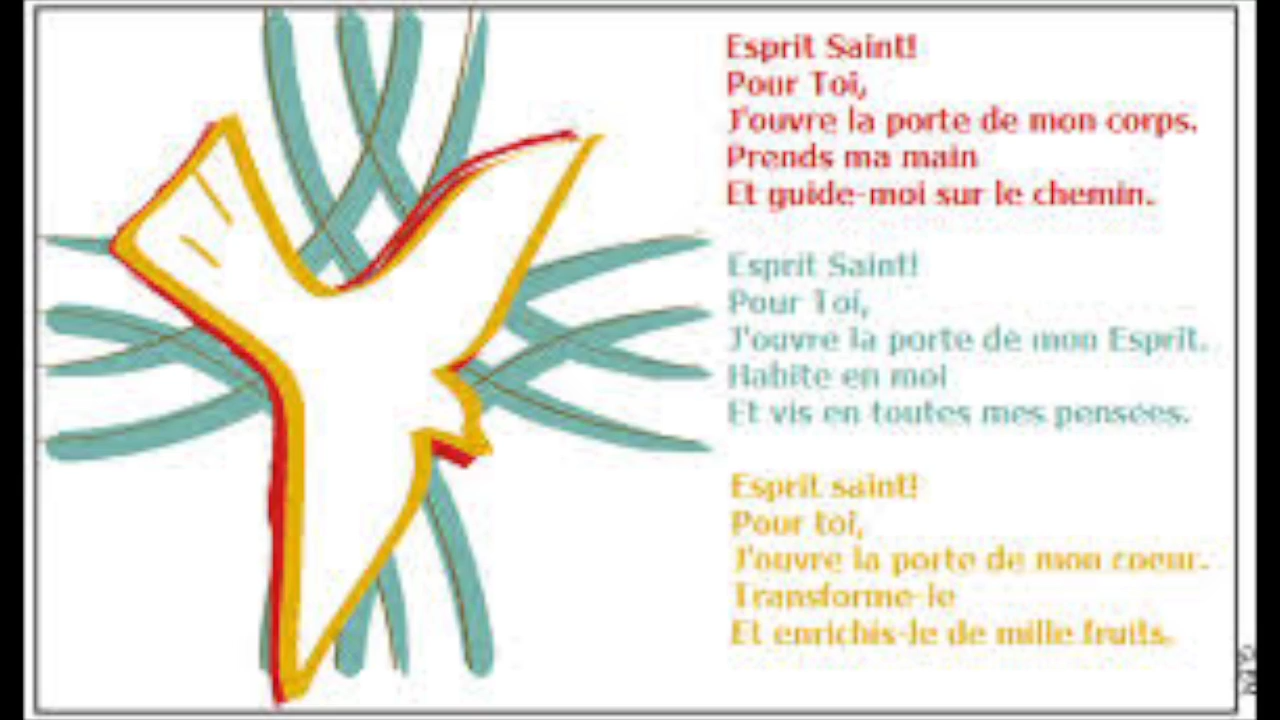 Esprit Saint!
Pour Toi,
J'ouvre la porte de mon corps.
Prends ma main
Et guide-moi sur le chemin.
Esprit Saint!
Pour Toi,
J'ouvre la porte de mon Esprit.
Habite en moi
Et vis en toutes mes pensées.
Esprit saint!
Pour toi,
J'ouvre la porte de mon coeur.
Transforme-le
Et enrichis-le de mille fruits.